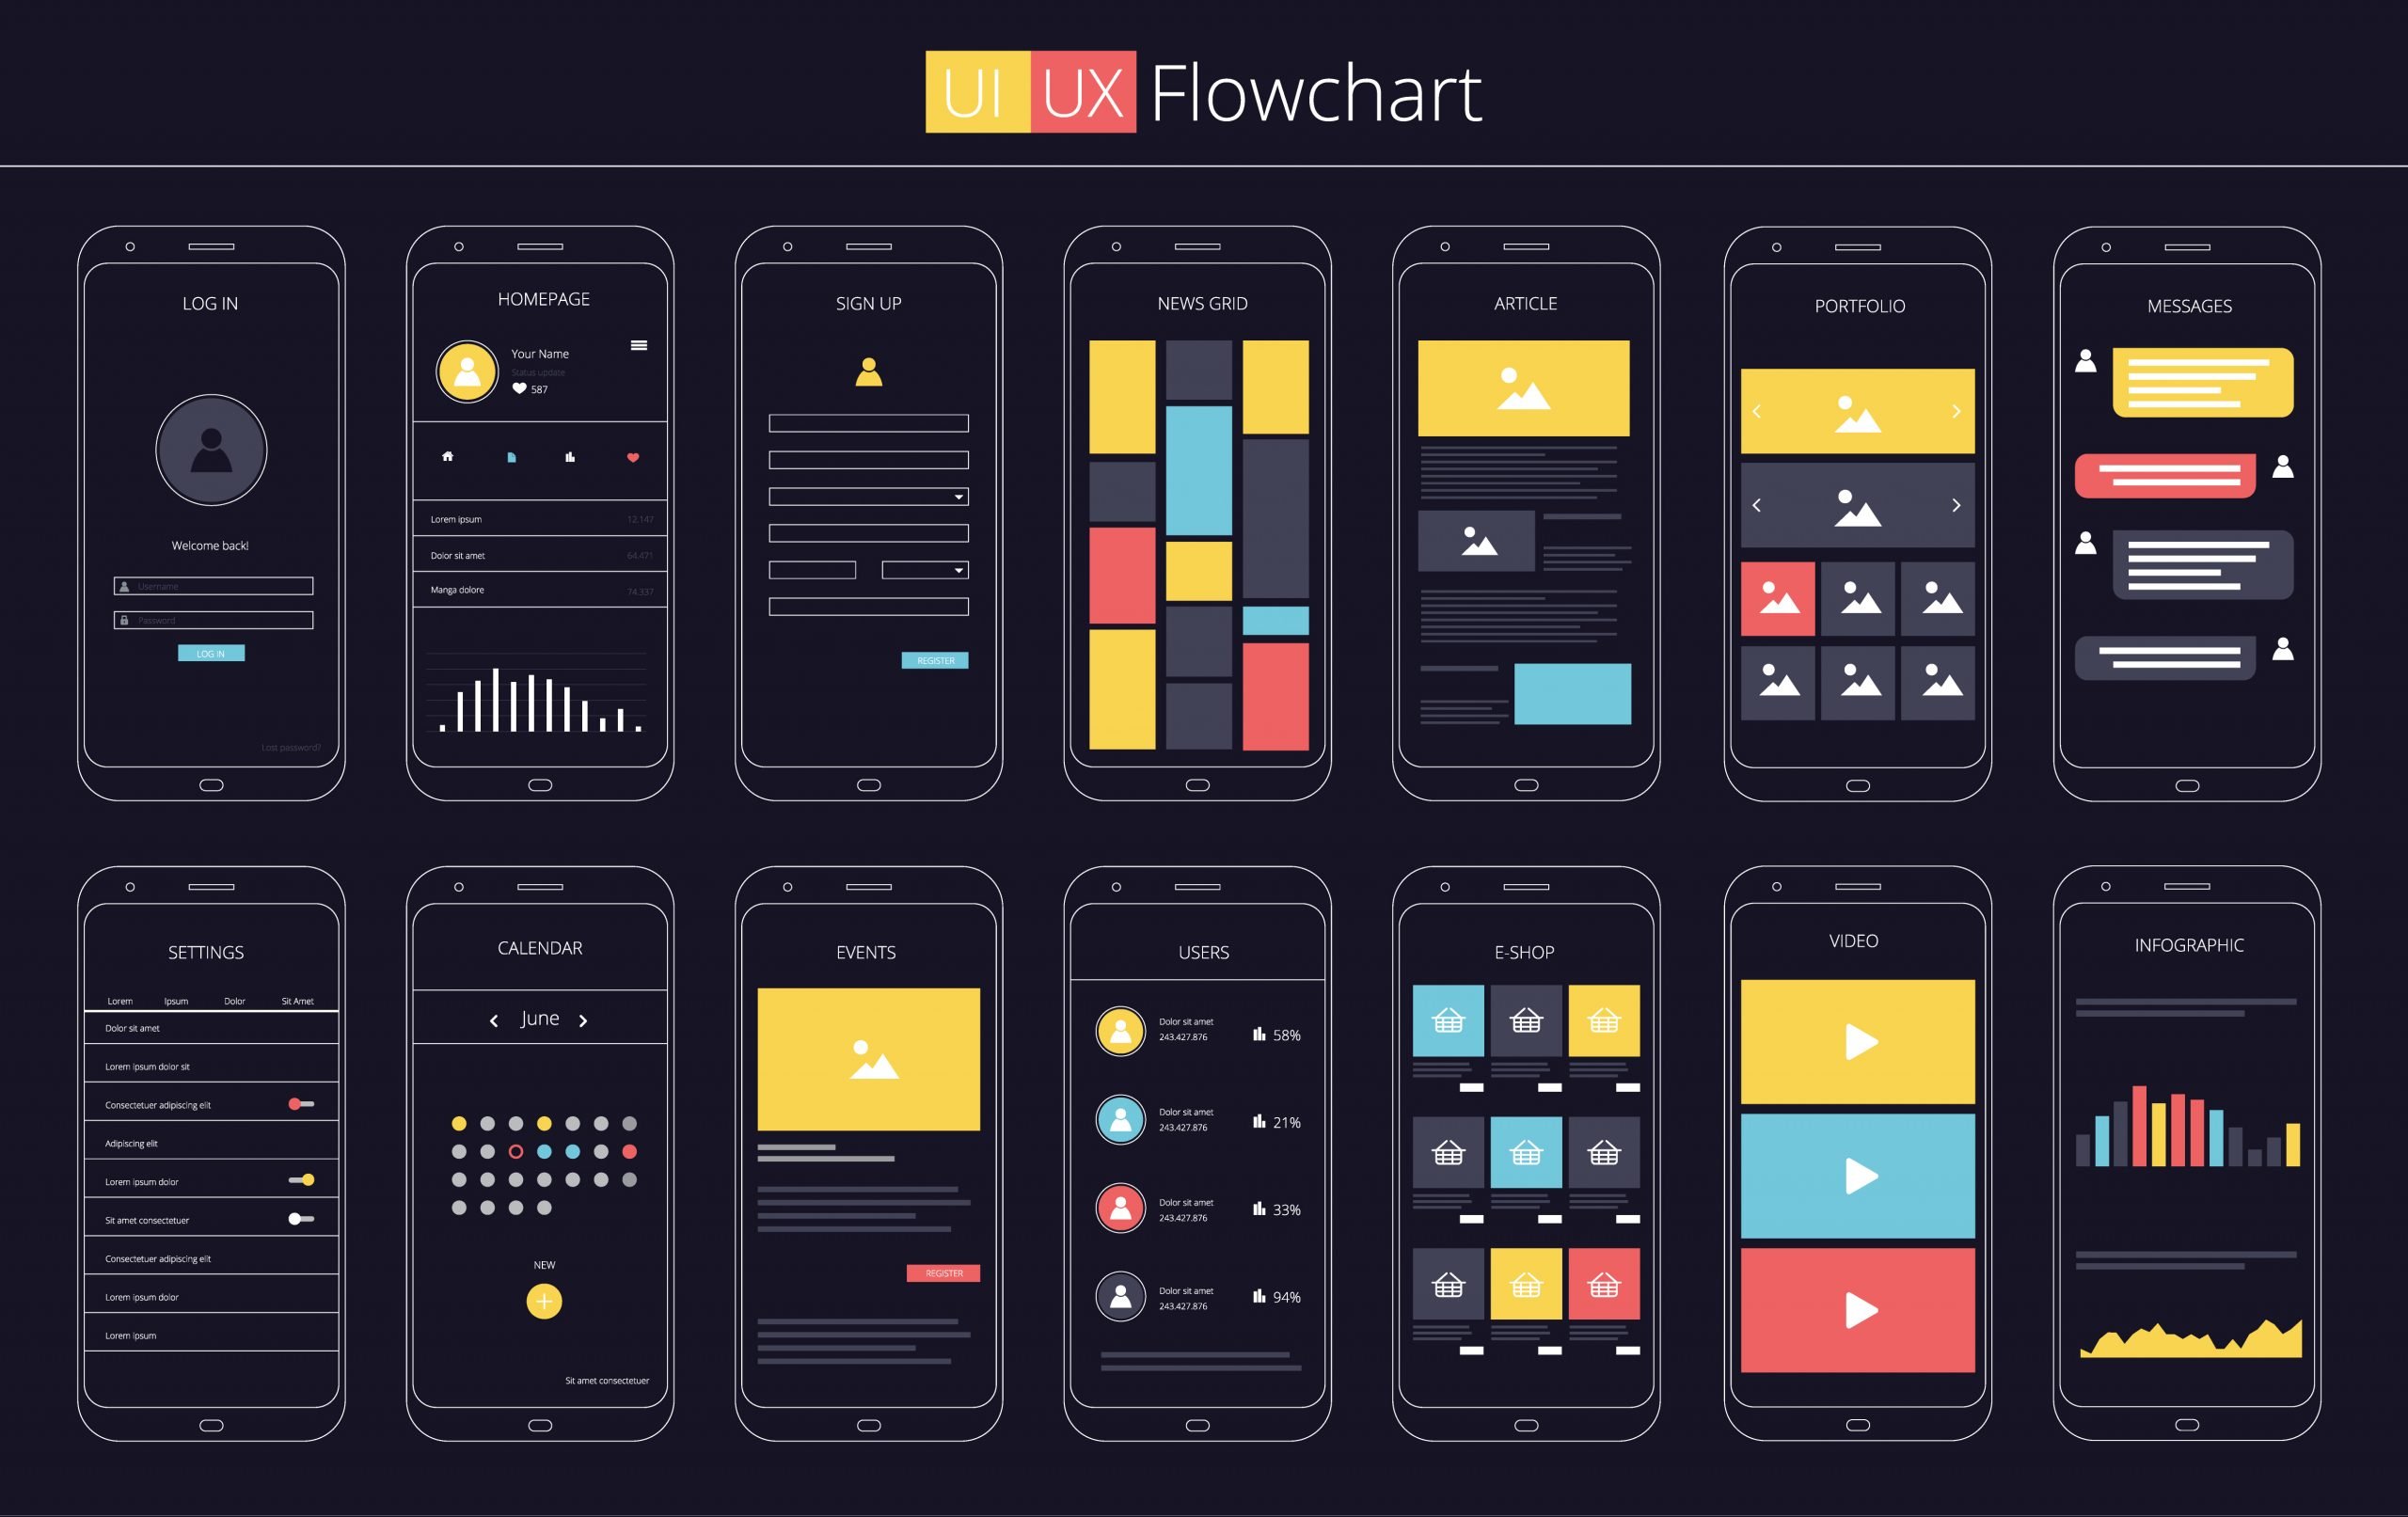 UI UX Flowchart
LOG IN
Welcome back!
Username
Password
LOG IN
Lost password?
HOMEPAGE
Your Name
Status update
587
Lorem ipsum 12.147
Dolor sit amet 64.471
Manga dolore 74.337
SIGN UP
REGISTER
NEWS GRID
ARTICLE
PORTFOLIO
MESSAGES
SETTINGS
Lorem Ipsum Dolor Sit Amet
Dolor sit amet
Lorem ipsum dolor sit
Consectetuer adipiscing elit
Adipiscing elit
Lorem ipsum dolor
Sit amet consectetuer
Consectetuer adipiscing elit
Lorem ipsum dolor
Lorem ipsum
CALENDAR
June
NEW
Sit amet consectetuer
EVENTS
REGISTER
USERS
Dolor sit amet
243.427.876 58%
Dolor sit amet
243.427.876 21%
Dolor sit amet
243.427.876 33%
Dolor sit amet
243.427.876 94%
E-SHOP
VIDEO
INFOGRAPHIC